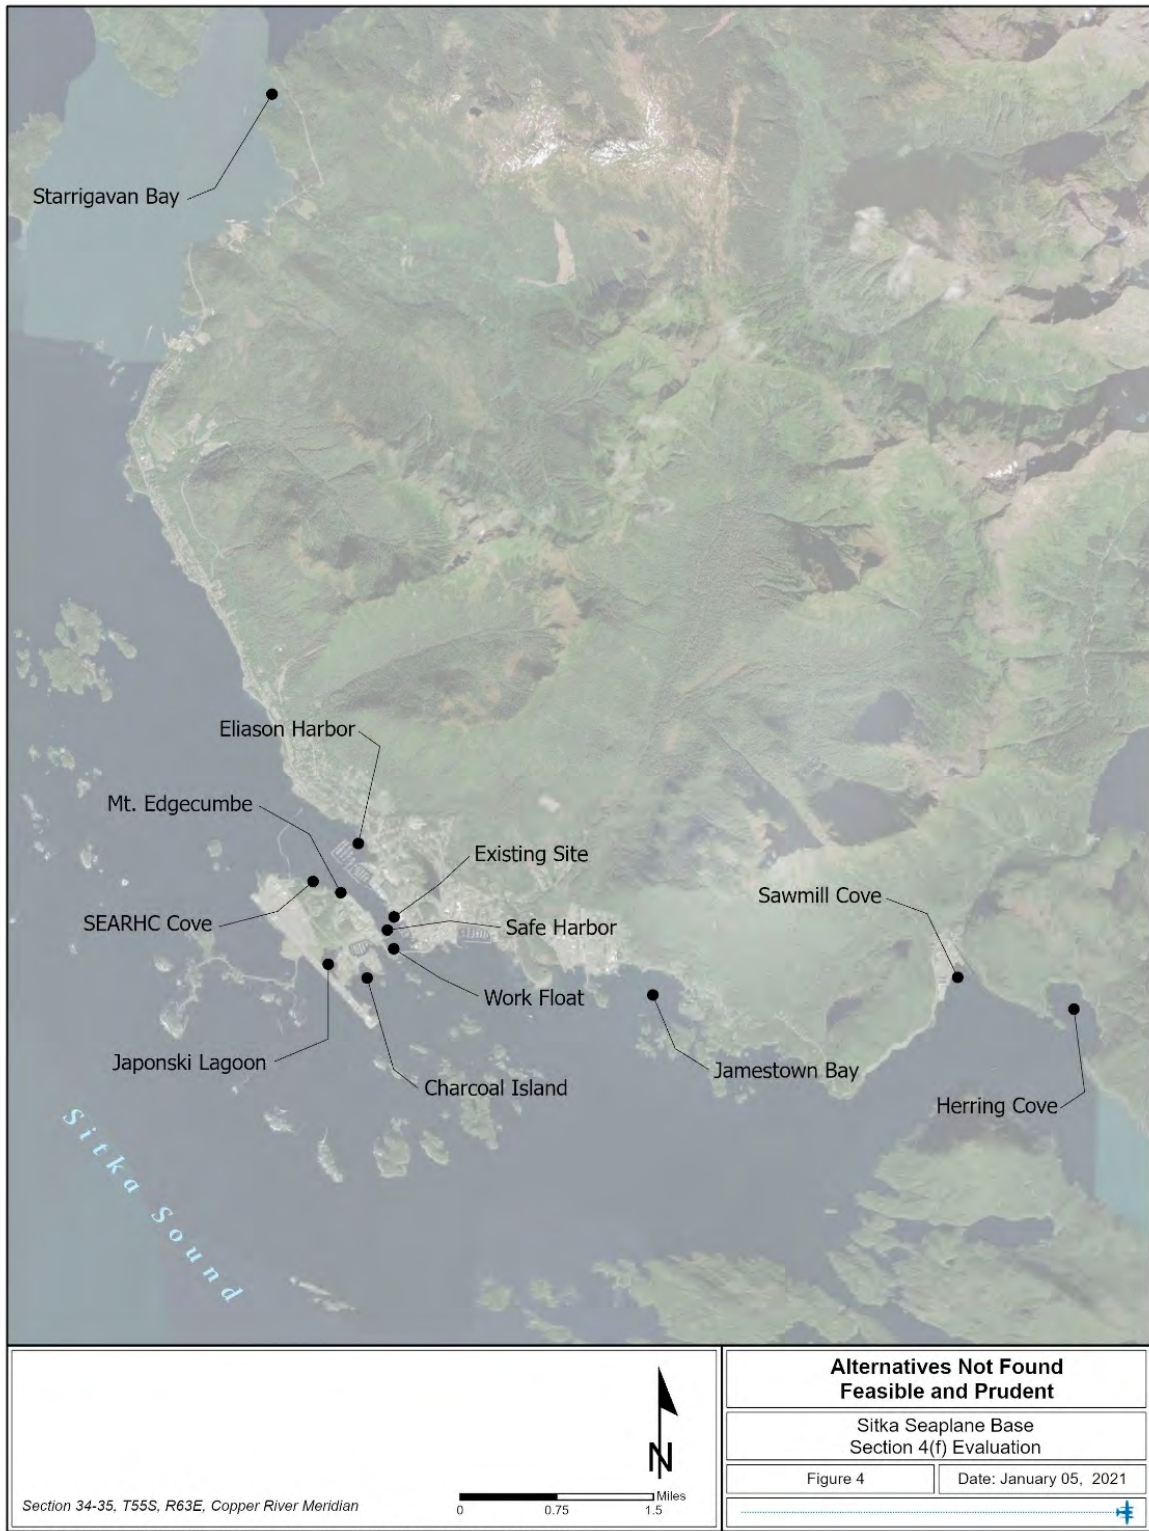 Starrigavan Bay
Eliason Harbor
Mt. Edgecumbe
Existing Site
Sawmill Cove
SEARHC Cove
Safe Harbor
Work Float
Japonski Lagoon
Jamestown Bay
Charcoal Island
Herring Cove
Sitka Sound
Alternatives Not Found
Feasible and Prudent
Sitka Seaplane Base
Section 4(f) Evaluation
Figure 4
Date: January 05, 2021
N
Miles
0 0.75 1.5
Section 34-35, T55S, R63E, Copper River Meridian